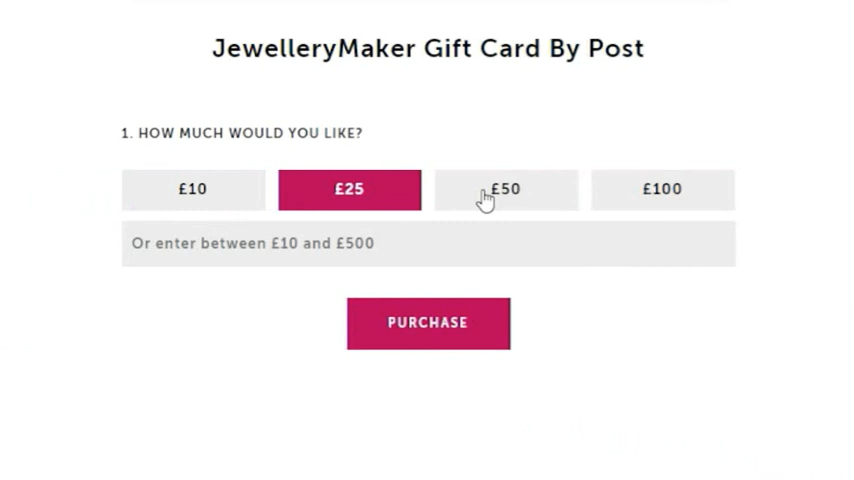 JewelleryMaker Gift Card By Post
1. HOW MUCH WOULD YOU LIKE?
£10 £25 £50 £100
Or enter between £10 and £500
PURCHASE